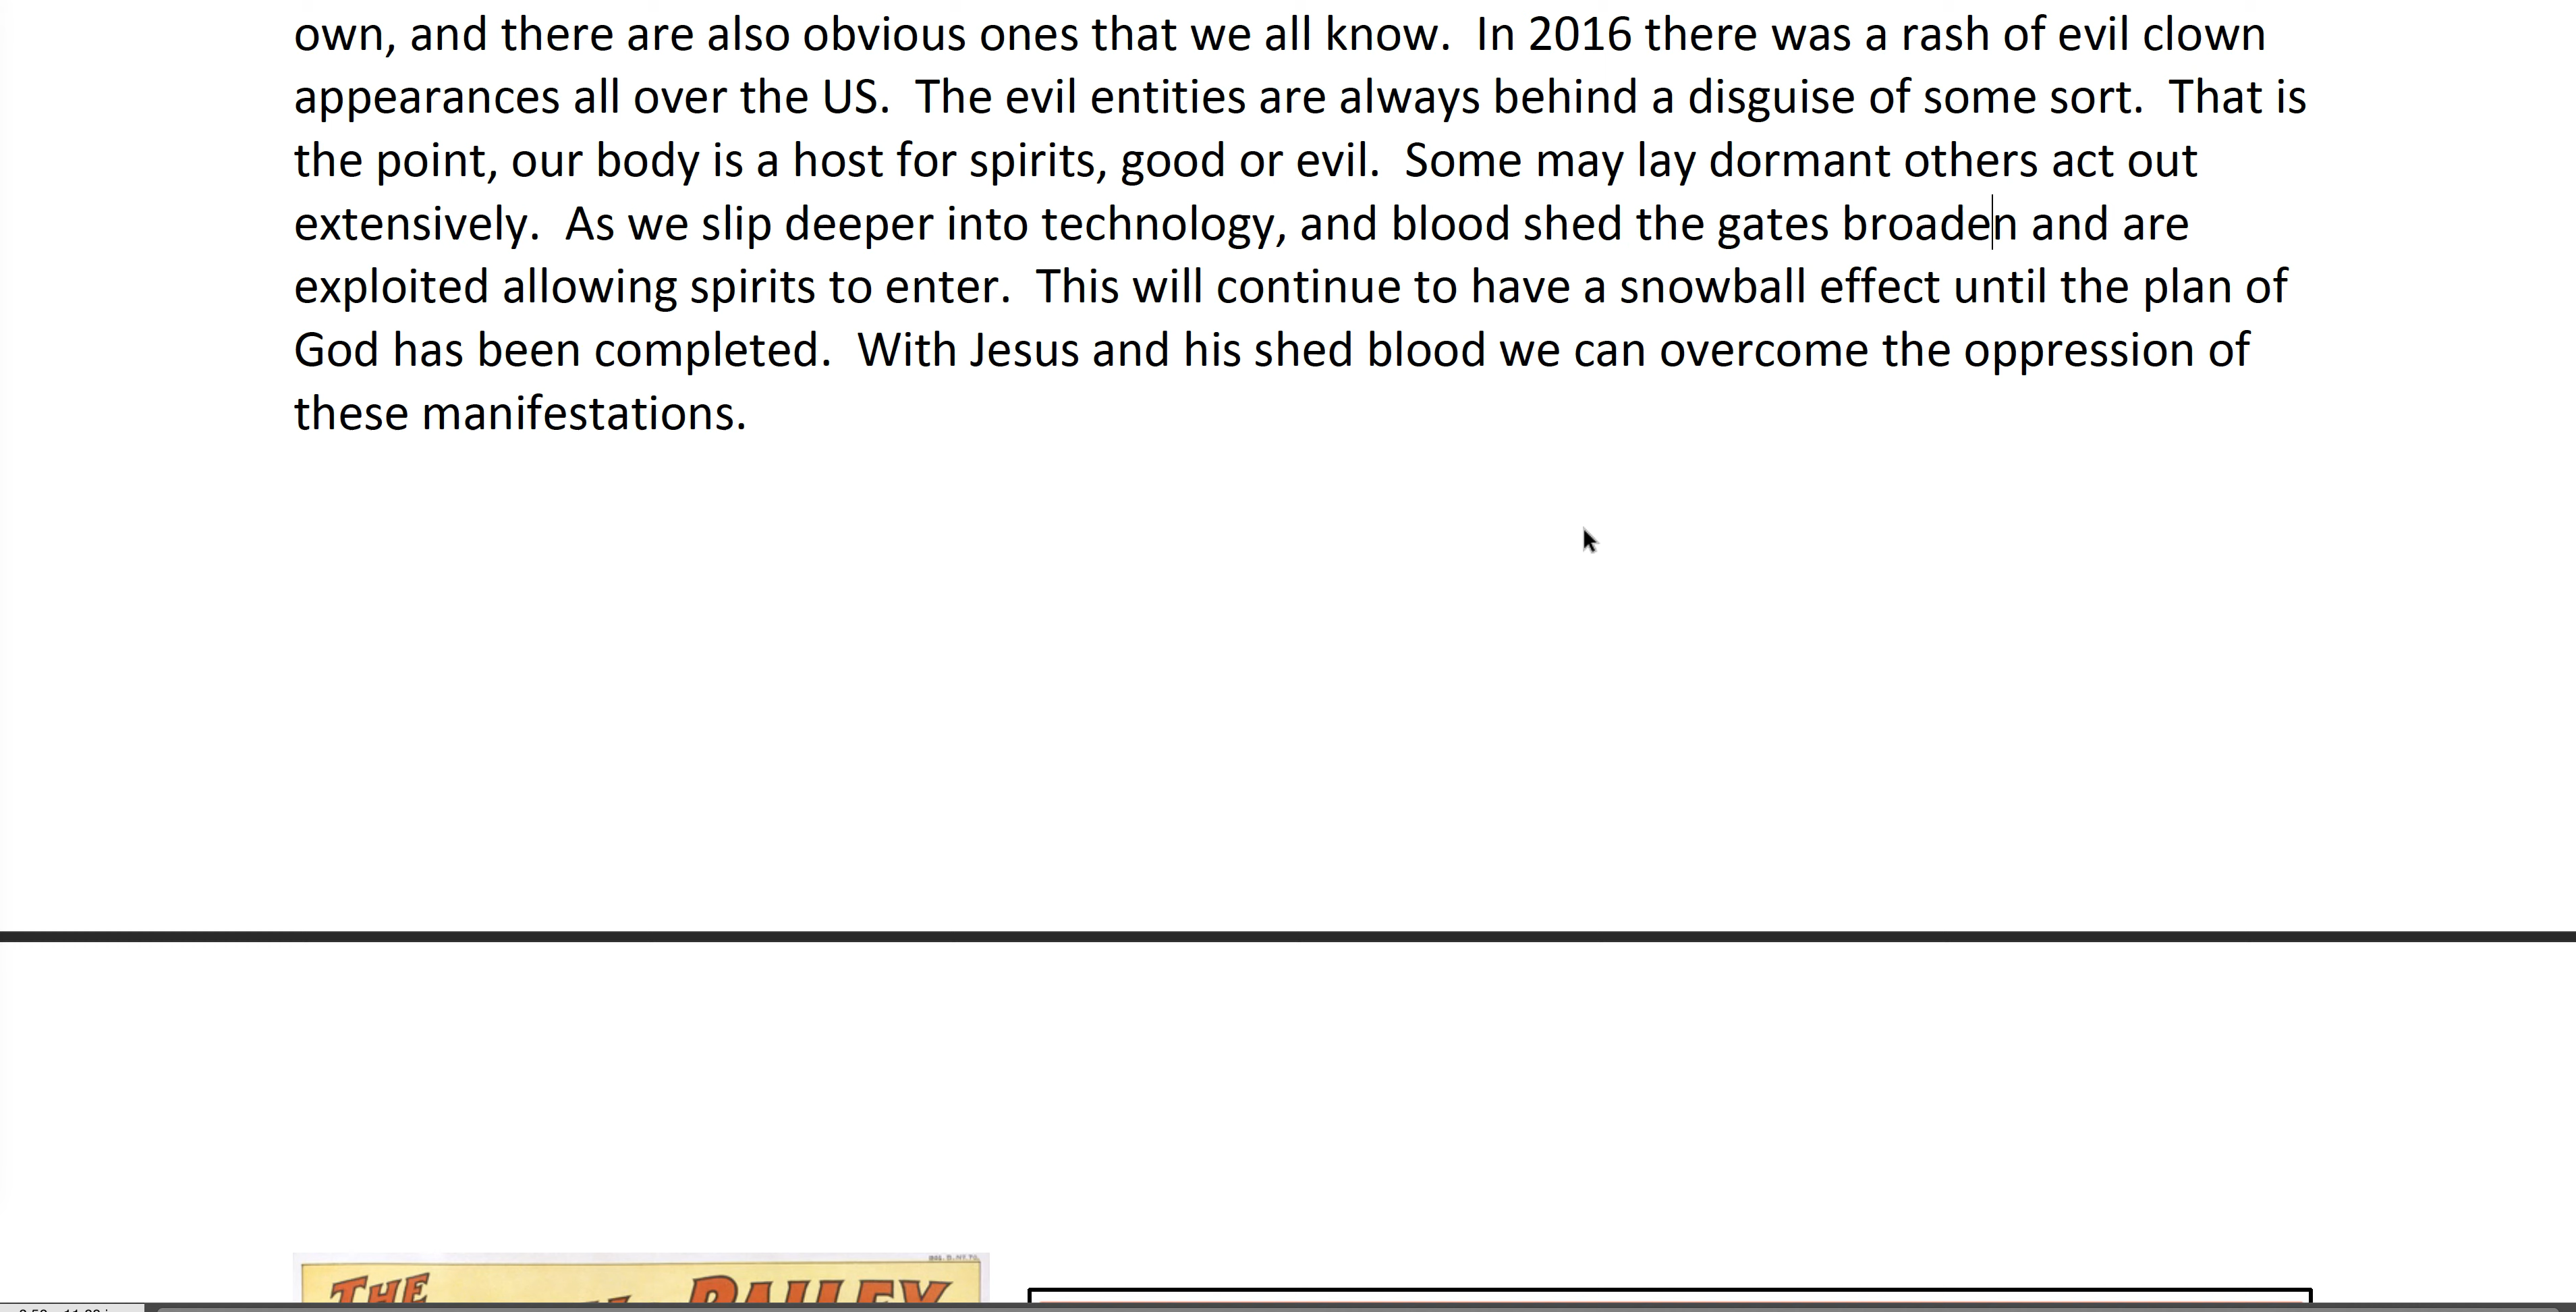 own, and there are also obvious ones that we all know.  In 2016 there was a rash of evil clown
appearances all over the US.  The evil entities are always behind a disguise of some sort.  That is
the point, our body is a host for spirits, good or evil.  Some may lay dormant others act out
extensively.  As we slip deeper into technology, and blood shed the gates broaden and are
exploited allowing spirits to enter.  This will continue to have a snowball effect until the plan of
God has been completed.  With Jesus and his shed blood we can overcome the oppression of
these manifestations.
THE BAILEY